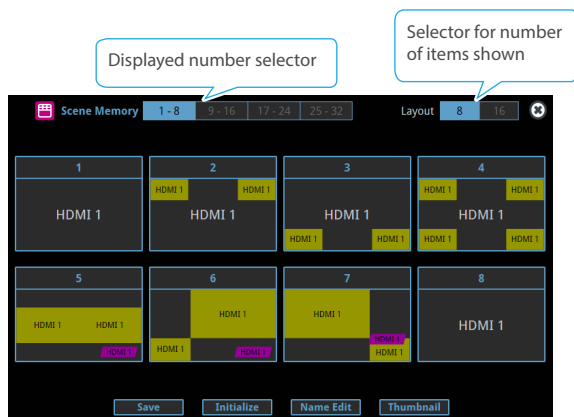 Displayed number selector
Selector for number
of items shown
Scene Memory 1 - 8 9 - 16 17 - 24 25 - 32 Layout 8 16
1 2 3 4
HDMI 1 HDMI 1
HDMI 1 HDMI 1
HDMI 1 HDMI 1 HDMI 1 HDMI 1
HDMI 1 HDMI 1 HDMI 1 HDMI 1
5 6 7 8
HDMI 1 HDMI 1
HDMI 1 HDMI 1 HDMI 1 HDMI 1
HDMI 1
HDMI 1 HDMI 1 HDMI 1 HDMI 1
Save Initialize Name Edit Thumbnail